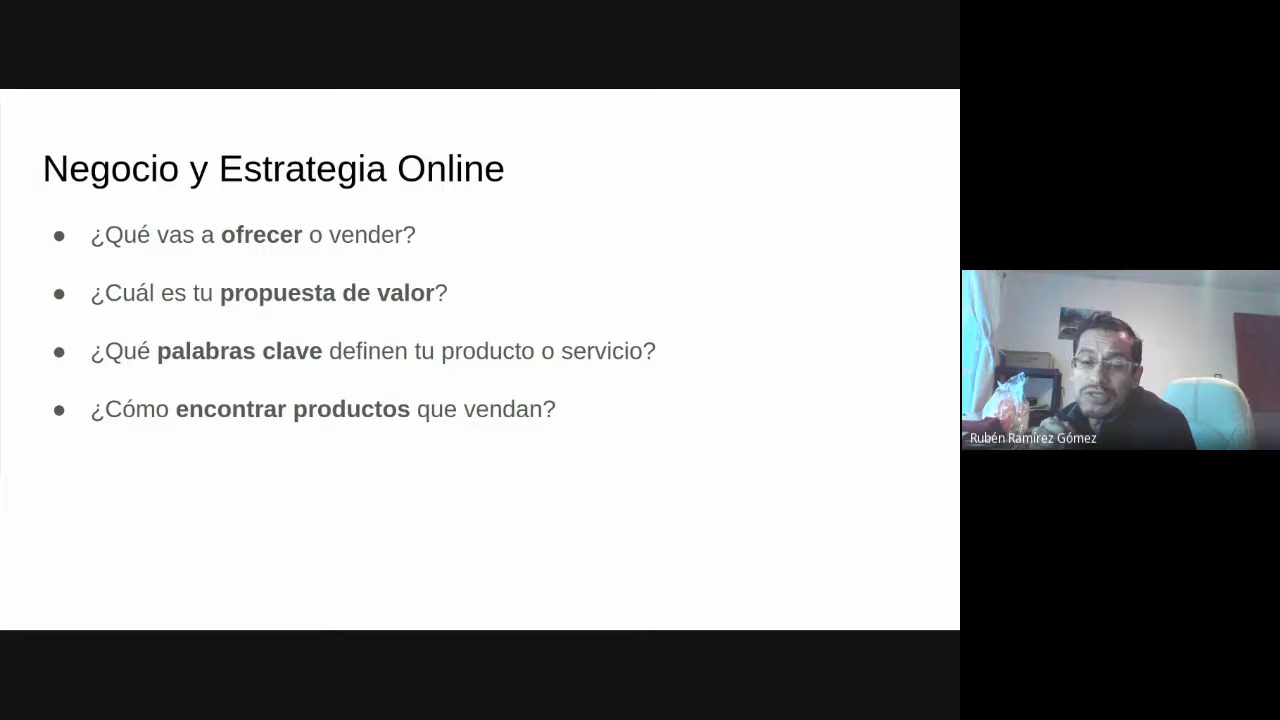 Negocio y Estrategia Online
● ¿Qué vas a ofrecer o vender?
● ¿Cuál es tu propuesta de valor?
● ¿Qué palabras clave definen tu producto o servicio?
● ¿Cómo encontrar productos que vendan?
Rubén Ramírez Gómez